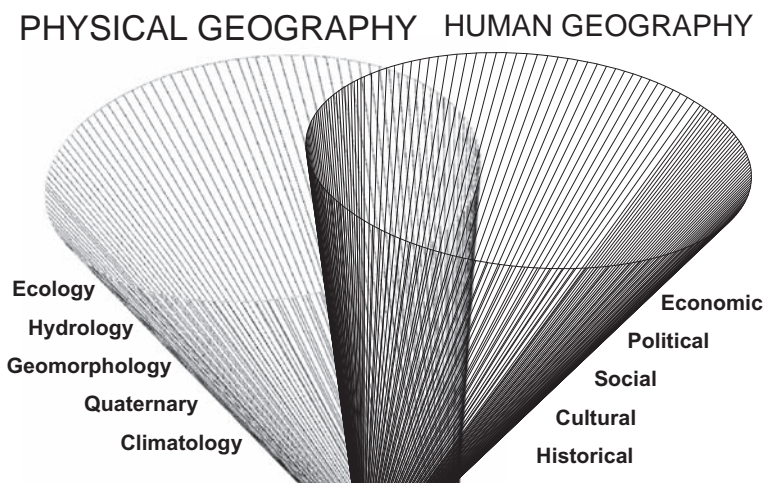 PHYSICAL GEOGRAPHY
HUMAN GEOGRAPHY
Ecology
Hydrology
Geomorphology
Quaternary
Climatology
Economic
Political
Social
Cultural
Historical